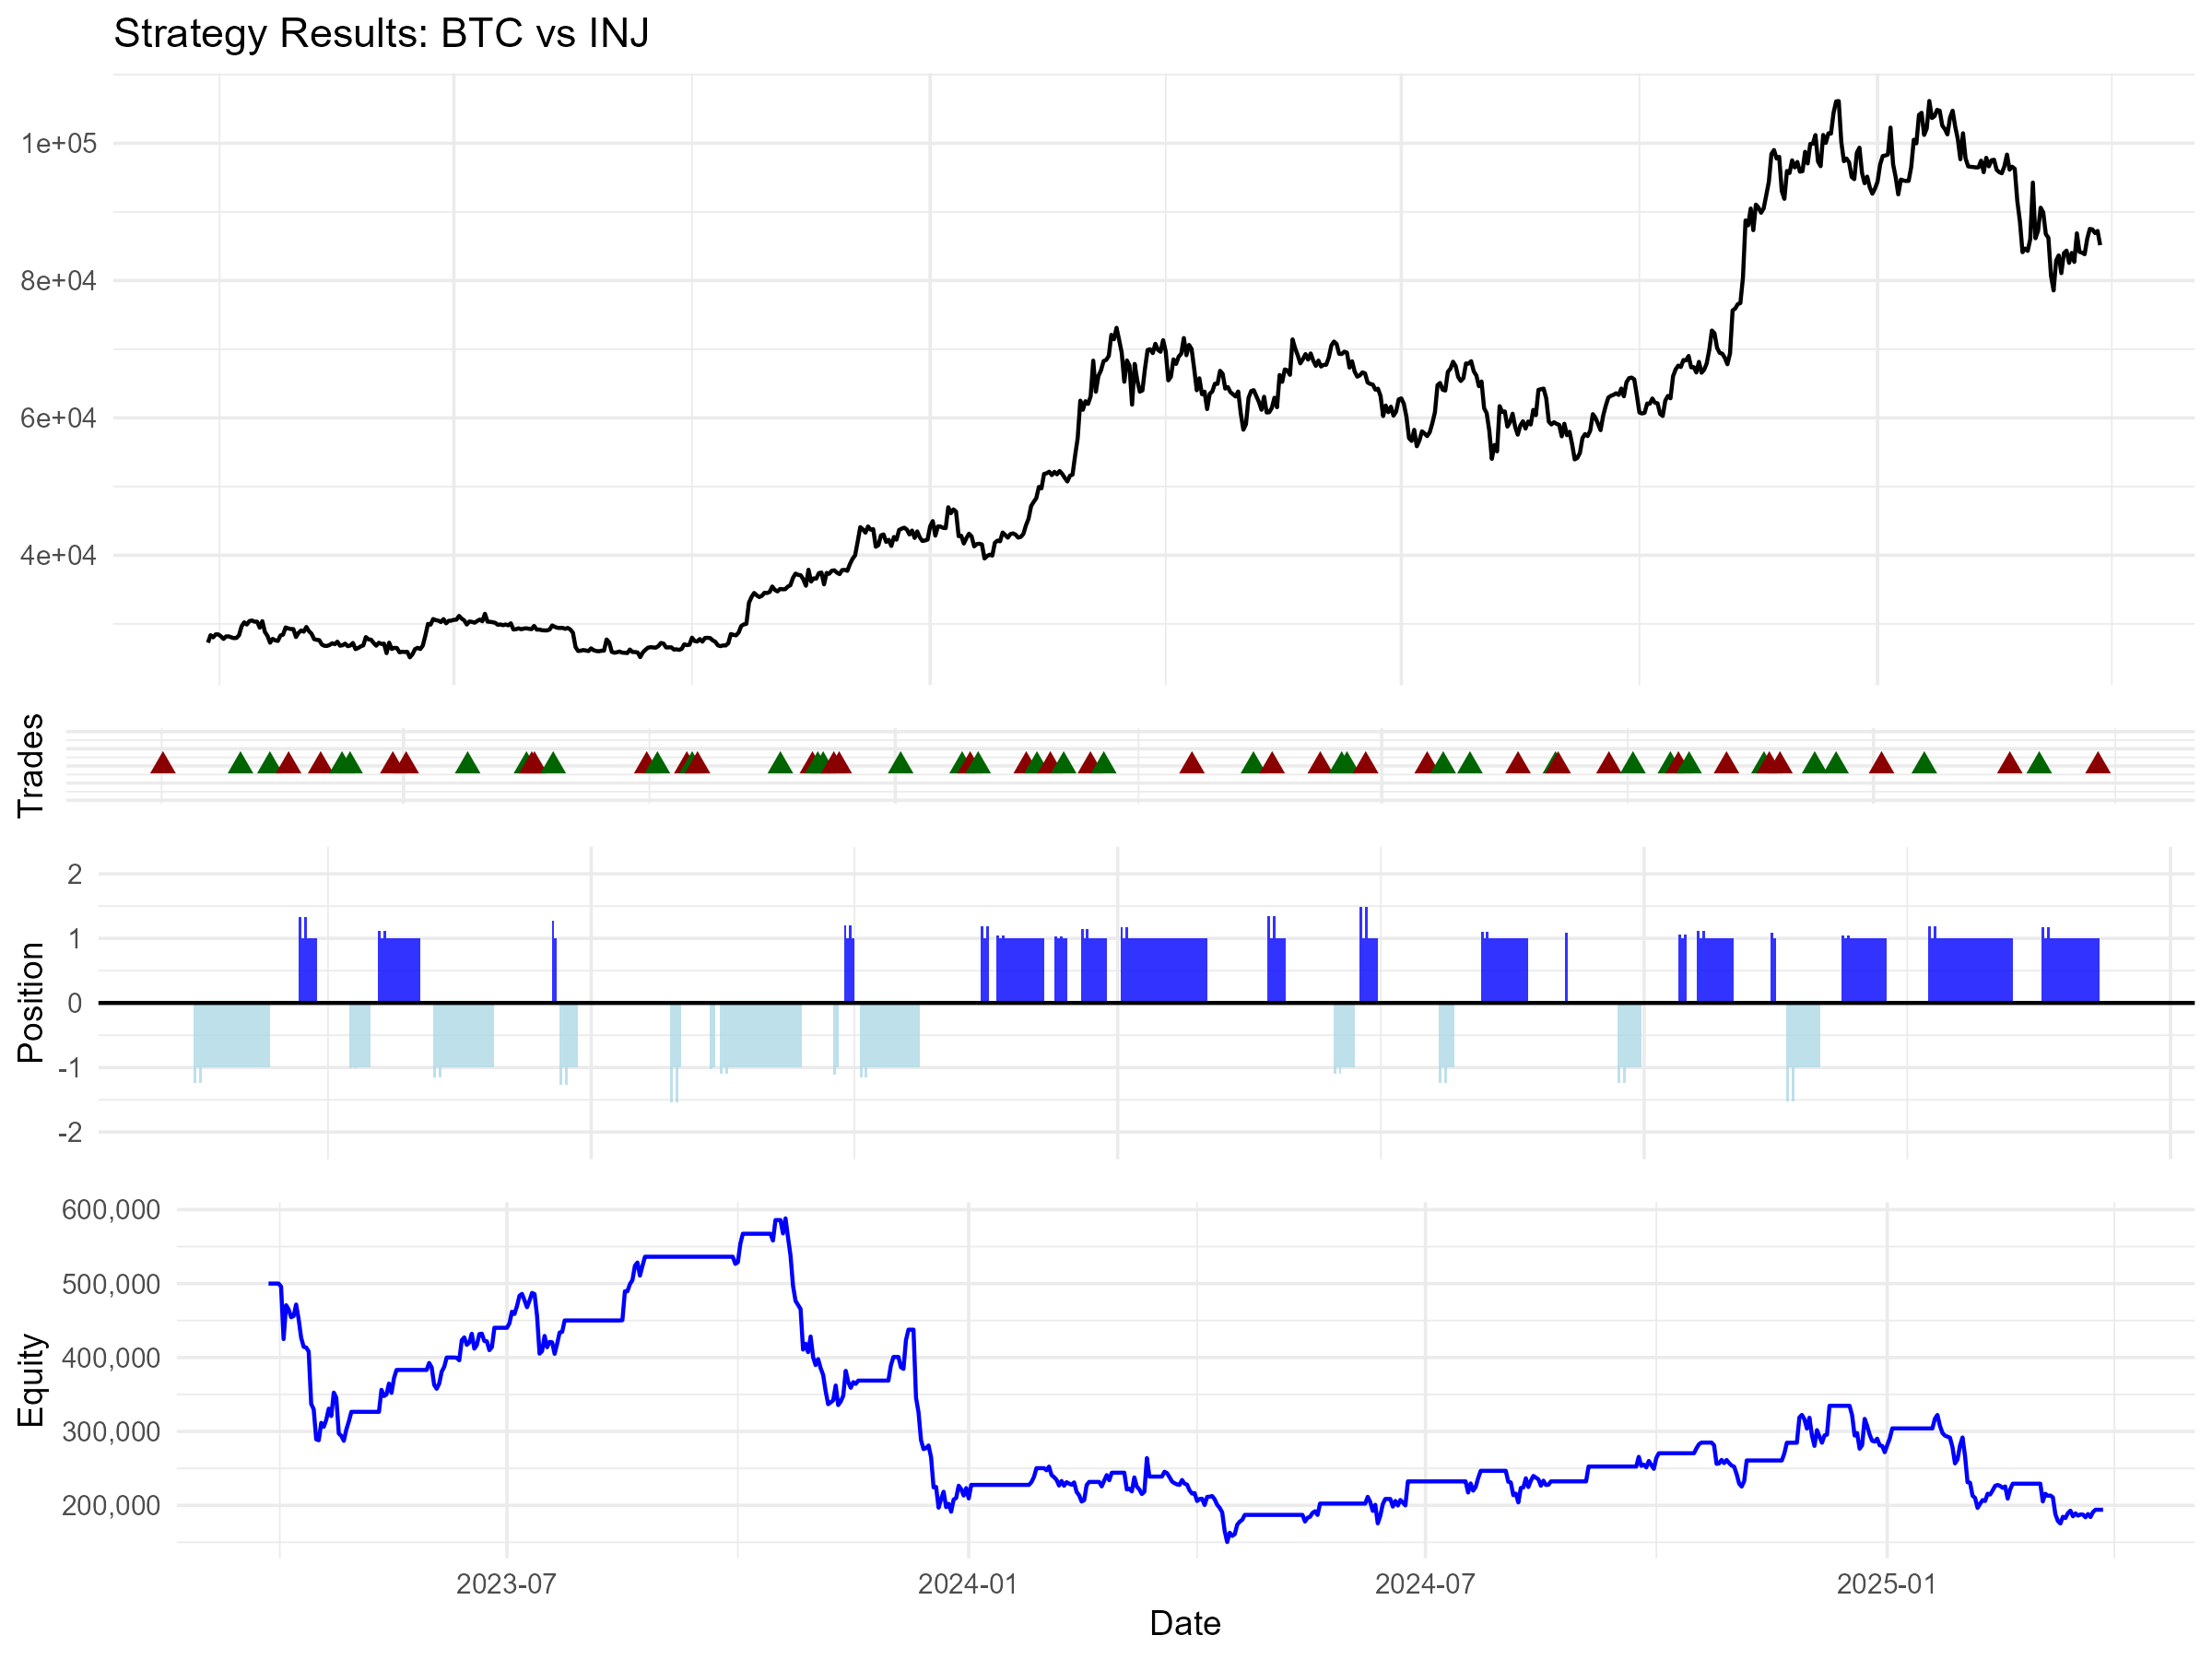 Strategy Results: BTC vs INJ
1e+05
8e+04
6e+04
4e+04
Trades
Position
2
1
0
-1
-2
Equity
600,000
500,000
400,000
300,000
200,000
2023-07
2024-01
2024-07
2025-01
Date